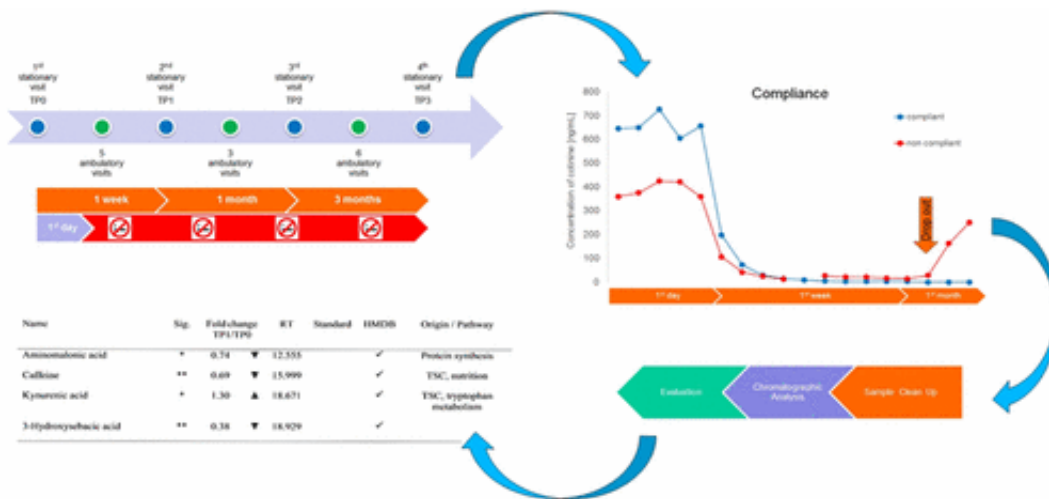 1st stationary visit TP0
2nd stationary visit TP1
3rd stationary visit TP2
4th stationary visit TP3
5 ambulatory visits
3 ambulatory visits
6 ambulatory visits
1 week
1 month
3 months
1st day
Compliance
Concentration of cotinine [ng/mL]
800
700
600
500
400
300
200
100
0
compliant
non compliant
Drop out
1st day
1st week
1st month
Name Sig. Fold change TP1/TP0 RT Standard HMDB Origin / Pathway
Aminomalonic acid * 0.74 ▼ 12.555 ✓ Protein synthesis
Caffeine ** 0.69 ▼ 15.999 ✓ TSC, nutrition
Kynurenic acid * 1.30 ▲ 18.671 ✓ TSC, tryptophan metabolism
3-Hydroxysebacic acid ** 0.38 ▼ 18.929 ✓
Evaluation
Chromatographic Analysis
Sample Clean Up